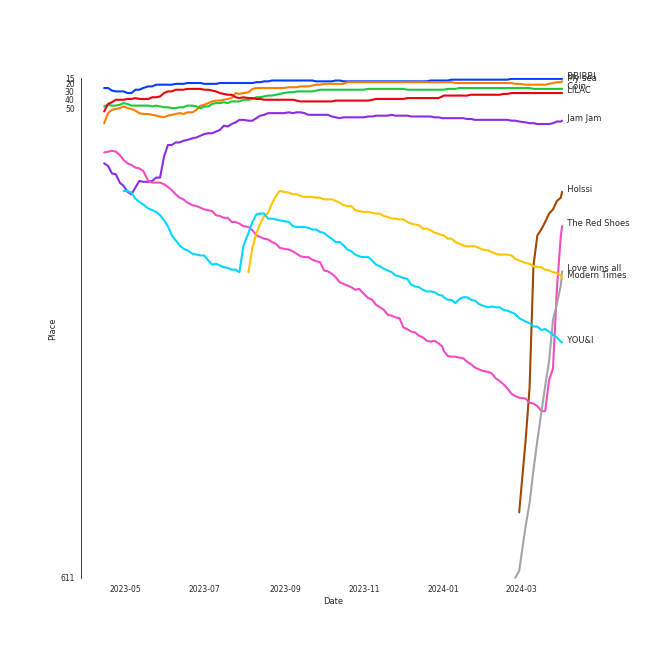 15
20
30
40
50
611
Place
2023-05
2023-07
2023-09
2023-11
2024-01
2024-03
Date
LILAC
Jam Jam
Holssi
The Red Shoes
Love wins all
Modern Times
YOU&I